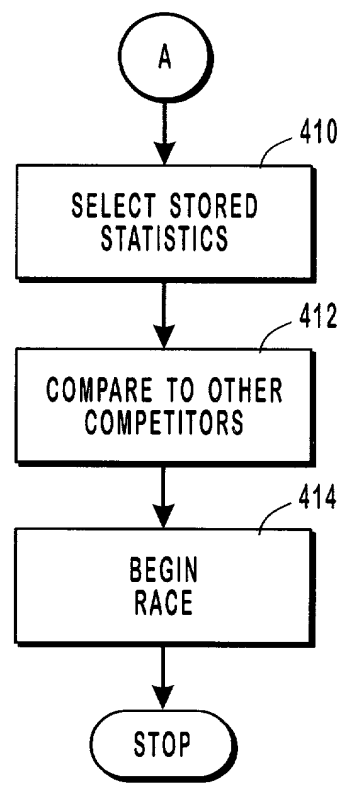 A
410
SELECT STORED
STATISTICS
412
COMPARE TO OTHER
COMPETITORS
414
BEGIN
RACE
STOP